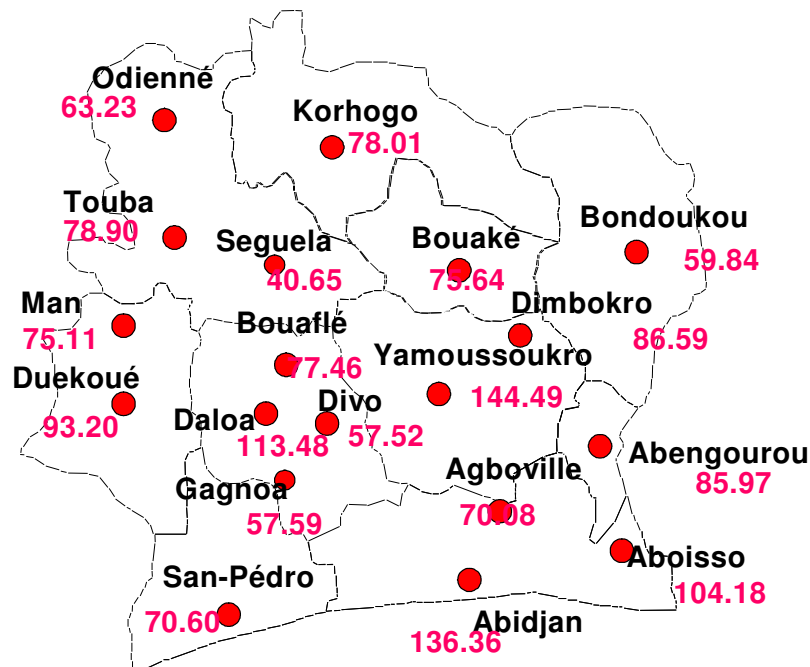 Odienné
63.23
Korhogo
78.01
Touba
78.90
Seguela
40.65
Bouaké
75.64
Bondoukou
59.84
Man
75.11
Bouaflé
77.46
Dimbokro
86.59
Duekoué
93.20
Yamoussoukro
144.49
Daloa
113.48
Divo
57.52
Gagnoa
57.59
Agboville
70.08
Abengourou
85.97
San-Pédro
70.60
Abidjan
136.36
Aboisso
104.18